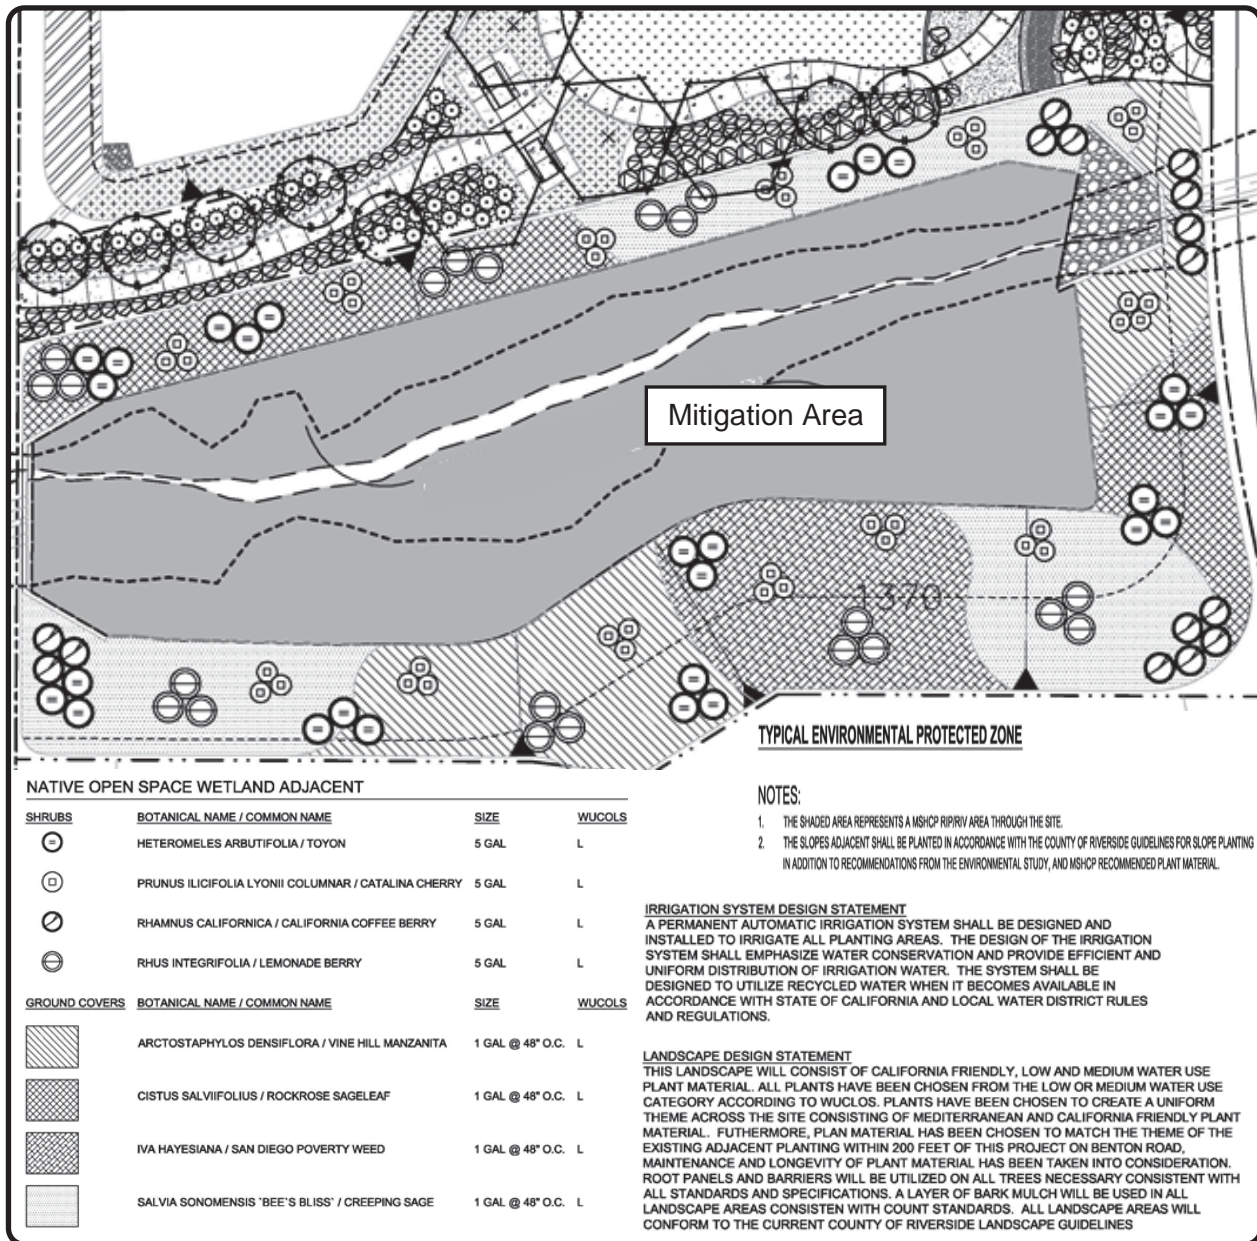 Mitigation Area
1370
TYPICAL ENVIRONMENTAL PROTECTED ZONE
NATIVE OPEN SPACE WETLAND ADJACENT
SHRUBS BOTANICAL NAME / COMMON NAME SIZE WUCOLS
HETEROMELES ARBUTIFOLIA / TOYON 5 GAL L
PRUNUS ILICIFOLIA LYONII COLUMNAR / CATALINA CHERRY 5 GAL L
RHAMNUS CALIFORNICA / CALIFORNIA COFFEE BERRY 5 GAL L
RHUS INTEGRIFOLIA / LEMONADE BERRY 5 GAL L
GROUND COVERS BOTANICAL NAME / COMMON NAME SIZE WUCOLS
ARCTOSTAPHYLOS DENSIFLORA / VINE HILL MANZANITA 1 GAL @ 48" O.C. L
CISTUS SALVIIFOLIUS / ROCKROSE SAGELEAF 1 GAL @ 48" O.C. L
IVA HAYESIANA / SAN DIEGO POVERTY WEED 1 GAL @ 48" O.C. L
SALVIA SONOMENSIS `BEE`S BLISS` / CREEPING SAGE 1 GAL @ 48" O.C. L
NOTES:
1. THE SHADED AREA REPRESENTS A MSHCP RIP/RIV AREA THROUGH THE SITE.
2. THE SLOPES ADJACENT SHALL BE PLANTED IN ACCORDANCE WITH THE COUNTY OF RIVERSIDE GUIDELINES FOR SLOPE PLANTING
IN ADDITION TO RECOMMENDATIONS FROM THE ENVIRONMENTAL STUDY, AND MSHCP RECOMMENDED PLANT MATERIAL.
IRRIGATION SYSTEM DESIGN STATEMENT
A PERMANENT AUTOMATIC IRRIGATION SYSTEM SHALL BE DESIGNED AND
INSTALLED TO IRRIGATE ALL PLANTING AREAS. THE DESIGN OF THE IRRIGATION
SYSTEM SHALL EMPHASIZE WATER CONSERVATION AND PROVIDE EFFICIENT AND
UNIFORM DISTRIBUTION OF IRRIGATION WATER. THE SYSTEM SHALL BE
DESIGNED TO UTILIZE RECYCLED WATER WHEN IT BECOMES AVAILABLE IN
ACCORDANCE WITH STATE OF CALIFORNIA AND LOCAL WATER DISTRICT RULES
AND REGULATIONS.
LANDSCAPE DESIGN STATEMENT
THIS LANDSCAPE WILL CONSIST OF CALIFORNIA FRIENDLY, LOW AND MEDIUM WATER USE
PLANT MATERIAL. ALL PLANTS HAVE BEEN CHOSEN FROM THE LOW OR MEDIUM WATER USE
CATEGORY ACCORDING TO WUCLOS. PLANTS HAVE BEEN CHOSEN TO CREATE A UNIFORM
THEME ACROSS THE SITE CONSISTING OF MEDITERRANEAN AND CALIFORNIA FRIENDLY PLANT
MATERIAL. FUTHERMORE, PLAN MATERIAL HAS BEEN CHOSEN TO MATCH THE THEME OF THE
EXISTING ADJACENT PLANTING WITHIN 200 FEET OF THIS PROJECT ON BENTON ROAD,
MAINTENANCE AND LONGEVITY OF PLANT MATERIAL HAS BEEN TAKEN INTO CONSIDERATION.
ROOT PANELS AND BARRIERS WILL BE UTILIZED ON ALL TREES NECESSARY CONSISTENT WITH
ALL STANDARDS AND SPECIFICATIONS. A LAYER OF BARK MULCH WILL BE USED IN ALL
LANDSCAPE AREAS CONSISTEN WITH COUNT STANDARDS. ALL LANDSCAPE AREAS WILL
CONFORM TO THE CURRENT COUNTY OF RIVERSIDE LANDSCAPE GUIDELINES